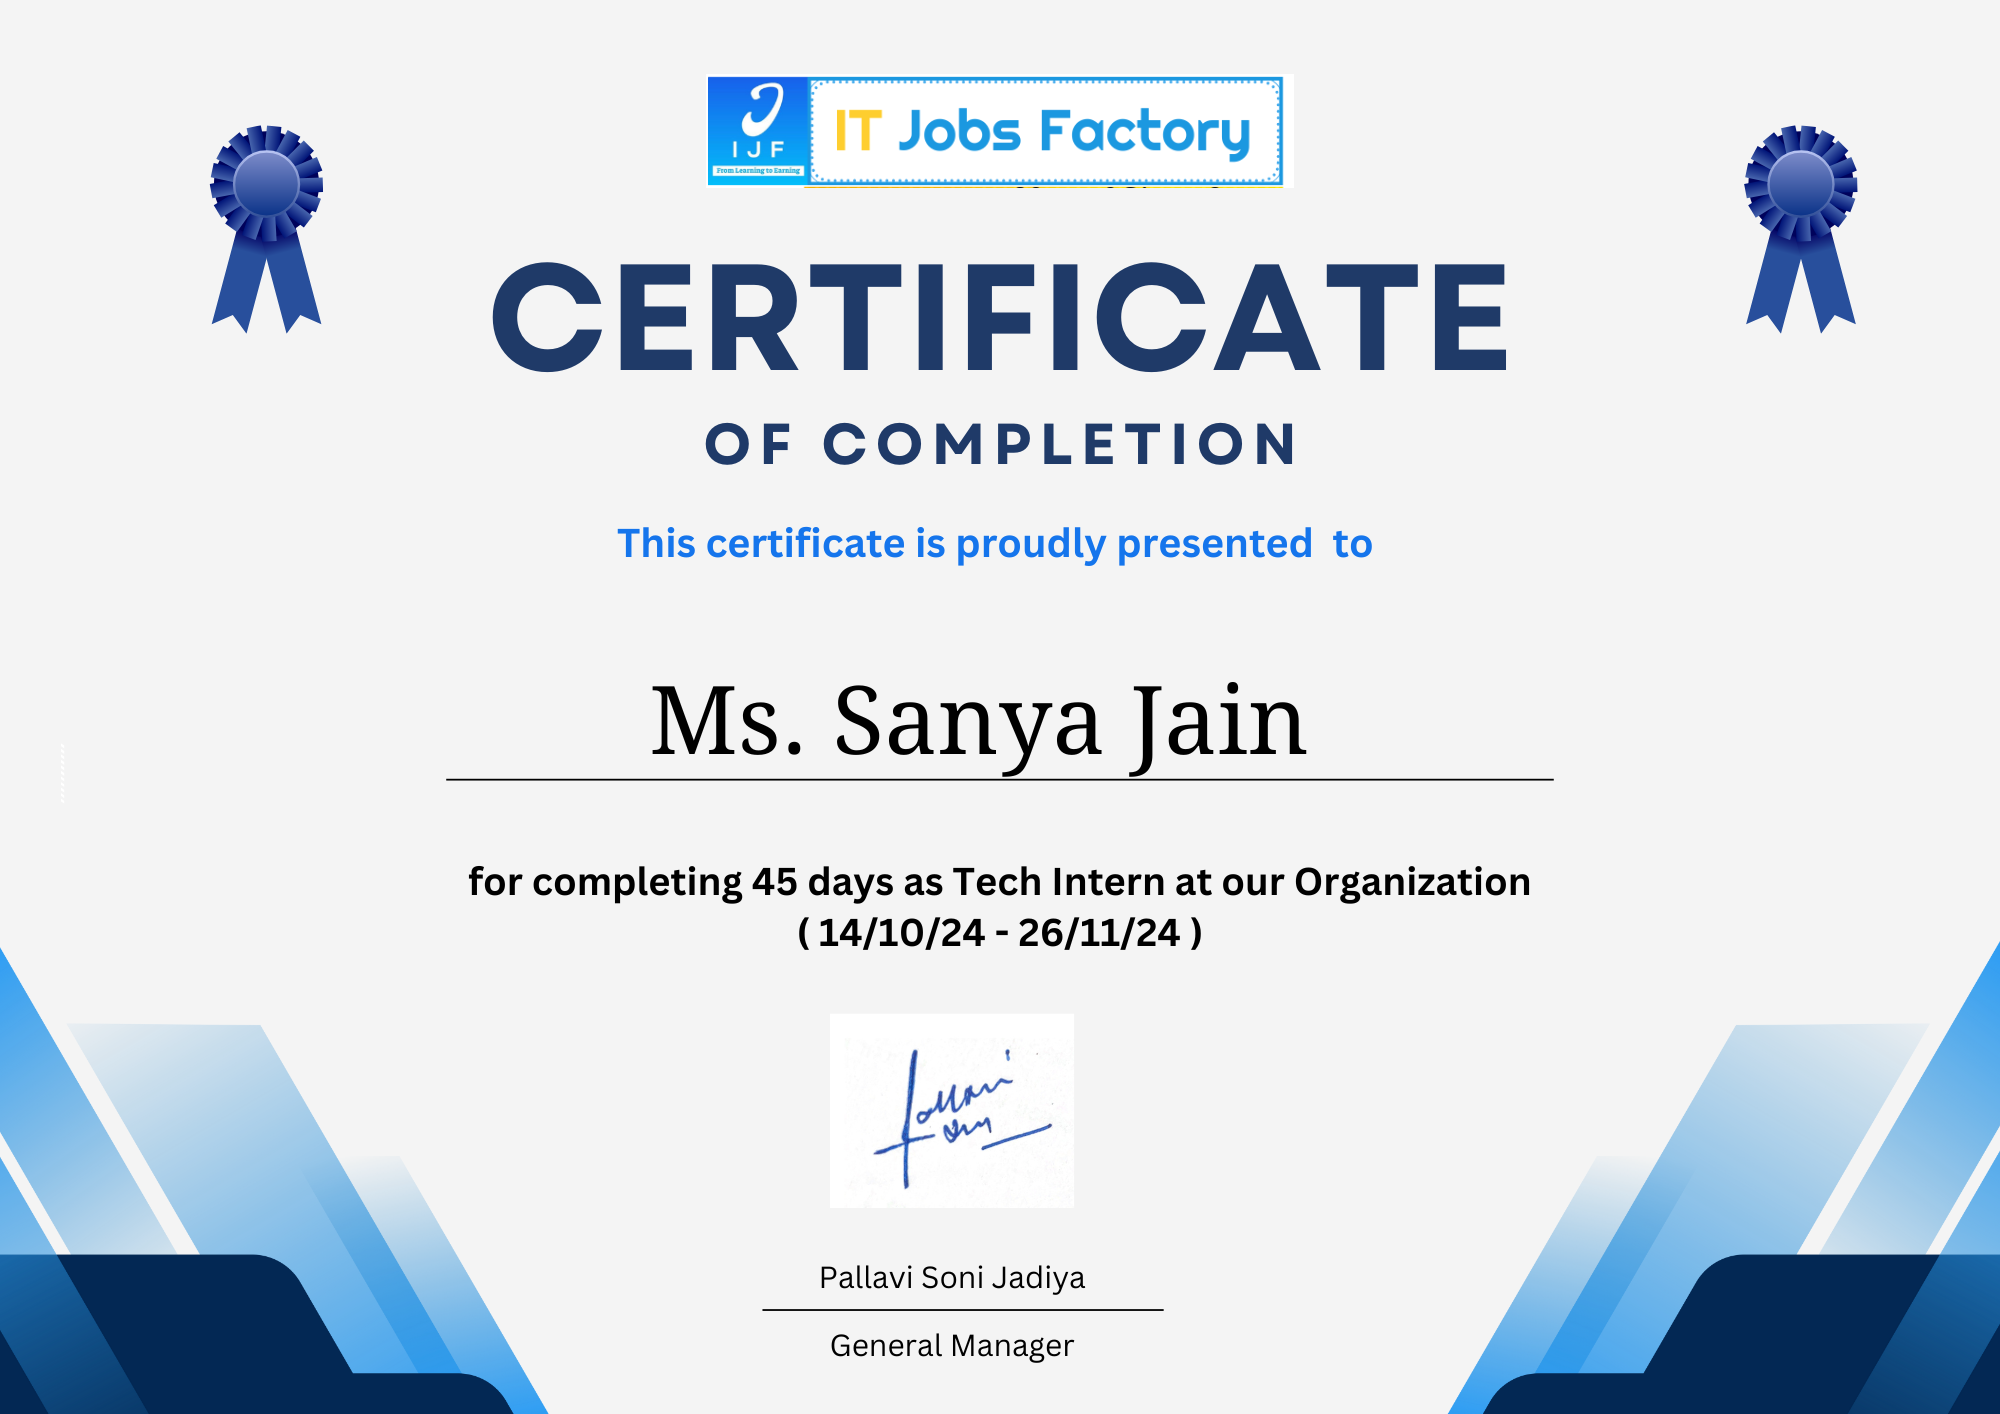 IJF
From Learning to Earning
IT Jobs Factory
CERTIFICATE
OF COMPLETION
This certificate is proudly presented to
Ms. Sanya Jain
for completing 45 days as Tech Intern at our Organization
( 14/10/24 - 26/11/24 )
Pallavi
Pallavi Soni Jadiya
General Manager